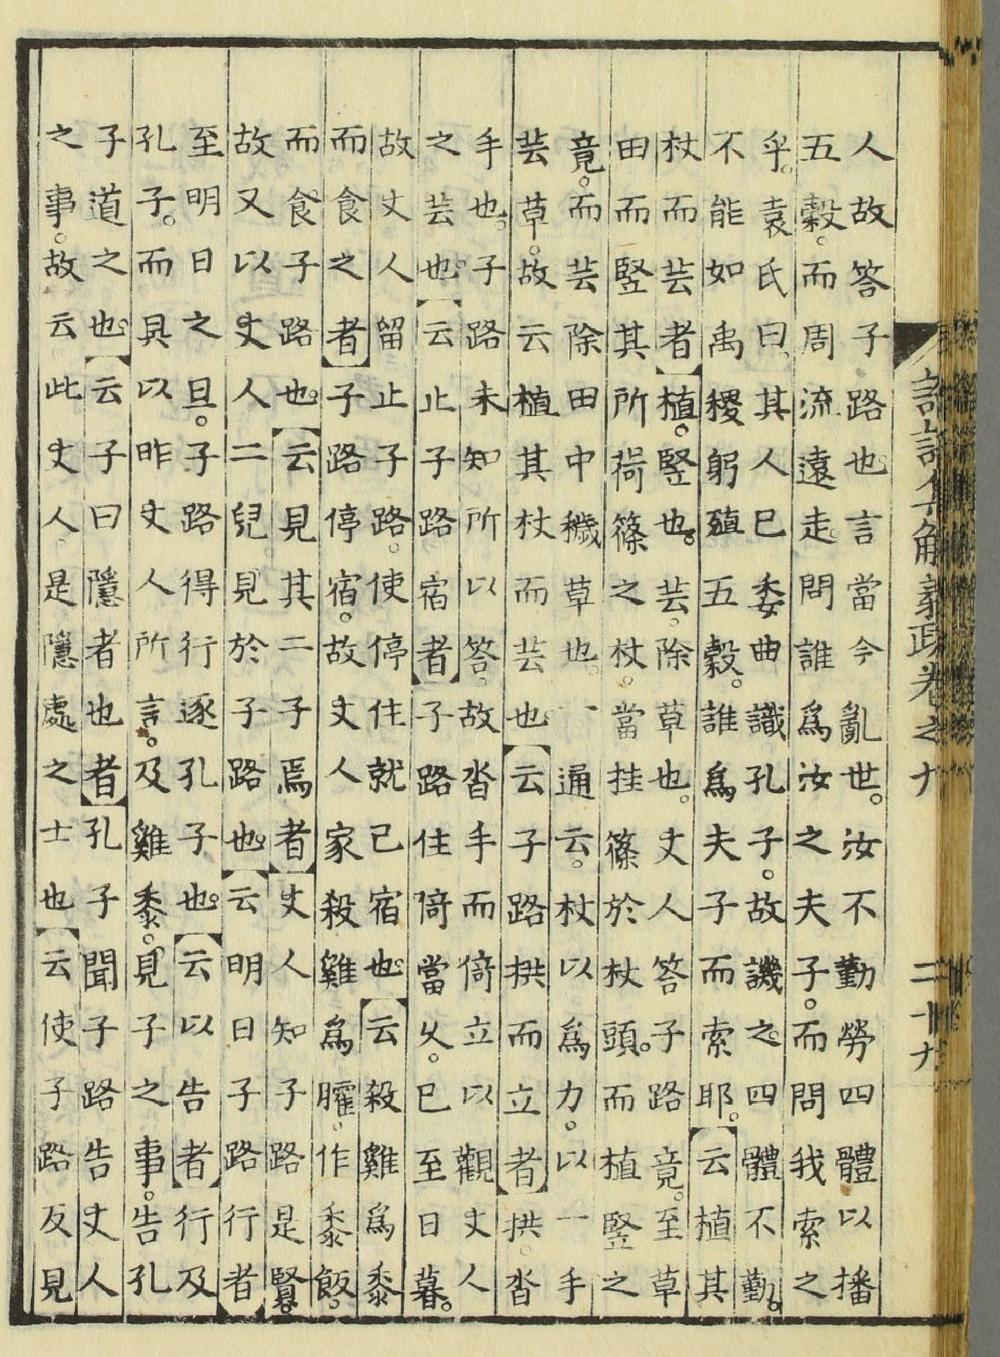 論語集解義疏卷之九 二十九
人故答子路也言當今亂世。汝不勤勞四體以播
五穀。而周流遠走。問誰爲汝之夫子。而問我索之
乎。袁氏曰。其人已委曲識孔子。故譏之。四體不勤。
不能如禹稷躬殖五穀。誰爲夫子而索耶。【云植其
杖而芸者】植。竪也。芸。除草也。丈人答子路竟。至草
田而竪其所荷篠之杖。當挂篠於杖頭。而植竪之
竟。而芸除田中穢草也。一通云。杖以爲力。以一手
芸草。故云植其杖而芸也【云子路拱而立者】拱。沓
手也。子路未知所以答。故沓手而倚立以觀丈人
之芸也。【云止子路宿者】子路住倚當久。已至日暮。
故丈人留止子路。使停住就己宿也。【云殺雞爲黍
而食之者】子路停宿。故丈人家殺雞爲臛。作黍飯。
而食子路也。【云見其二子焉者】丈人知子路是賢。
故又以丈人二兒見於子路也。【云明日子路行者】
至明日之旦。子路得行逐孔子也。【云以告者】行及
孔子。而具以昨丈人所言。及雞黍。見子之事。告孔
子道之也。【云子曰隱者也者】孔子聞子路告丈人
之事。故云此丈人是隱處之士也【云使子路反見